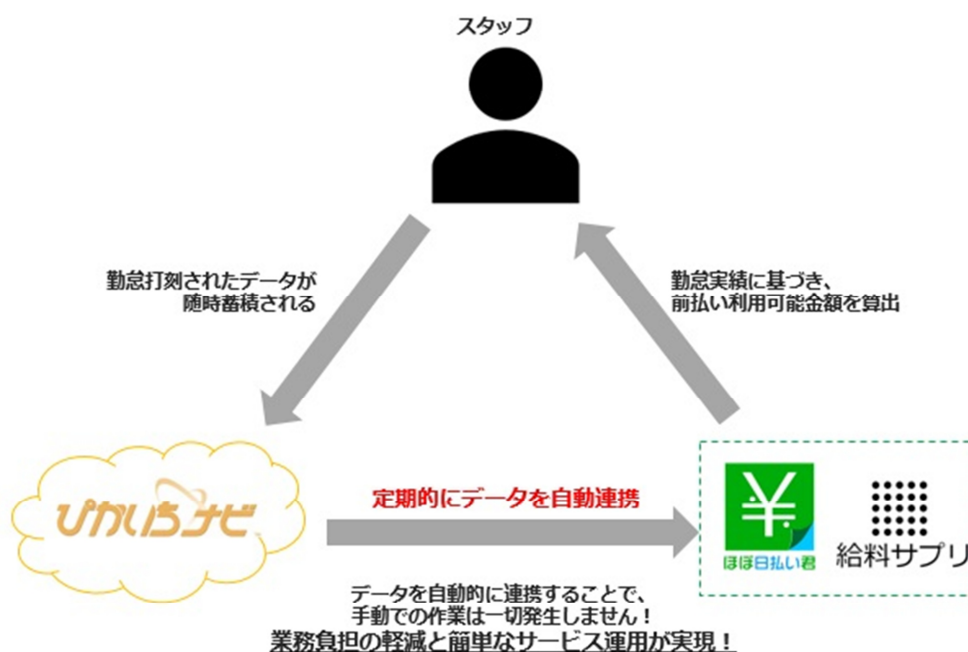 スタッフ
勤怠打刻されたデータが
随時蓄積される
勤怠実績に基づき、
前払い利用可能金額を算出
ぴかいちナビ
定期的にデータを自動連携
¥
ほぼ日払い君
給料サプリ
データを自動的に連携することで、
手動での作業は一切発生しません！
業務負担の軽減と簡単なサービス運用が実現！